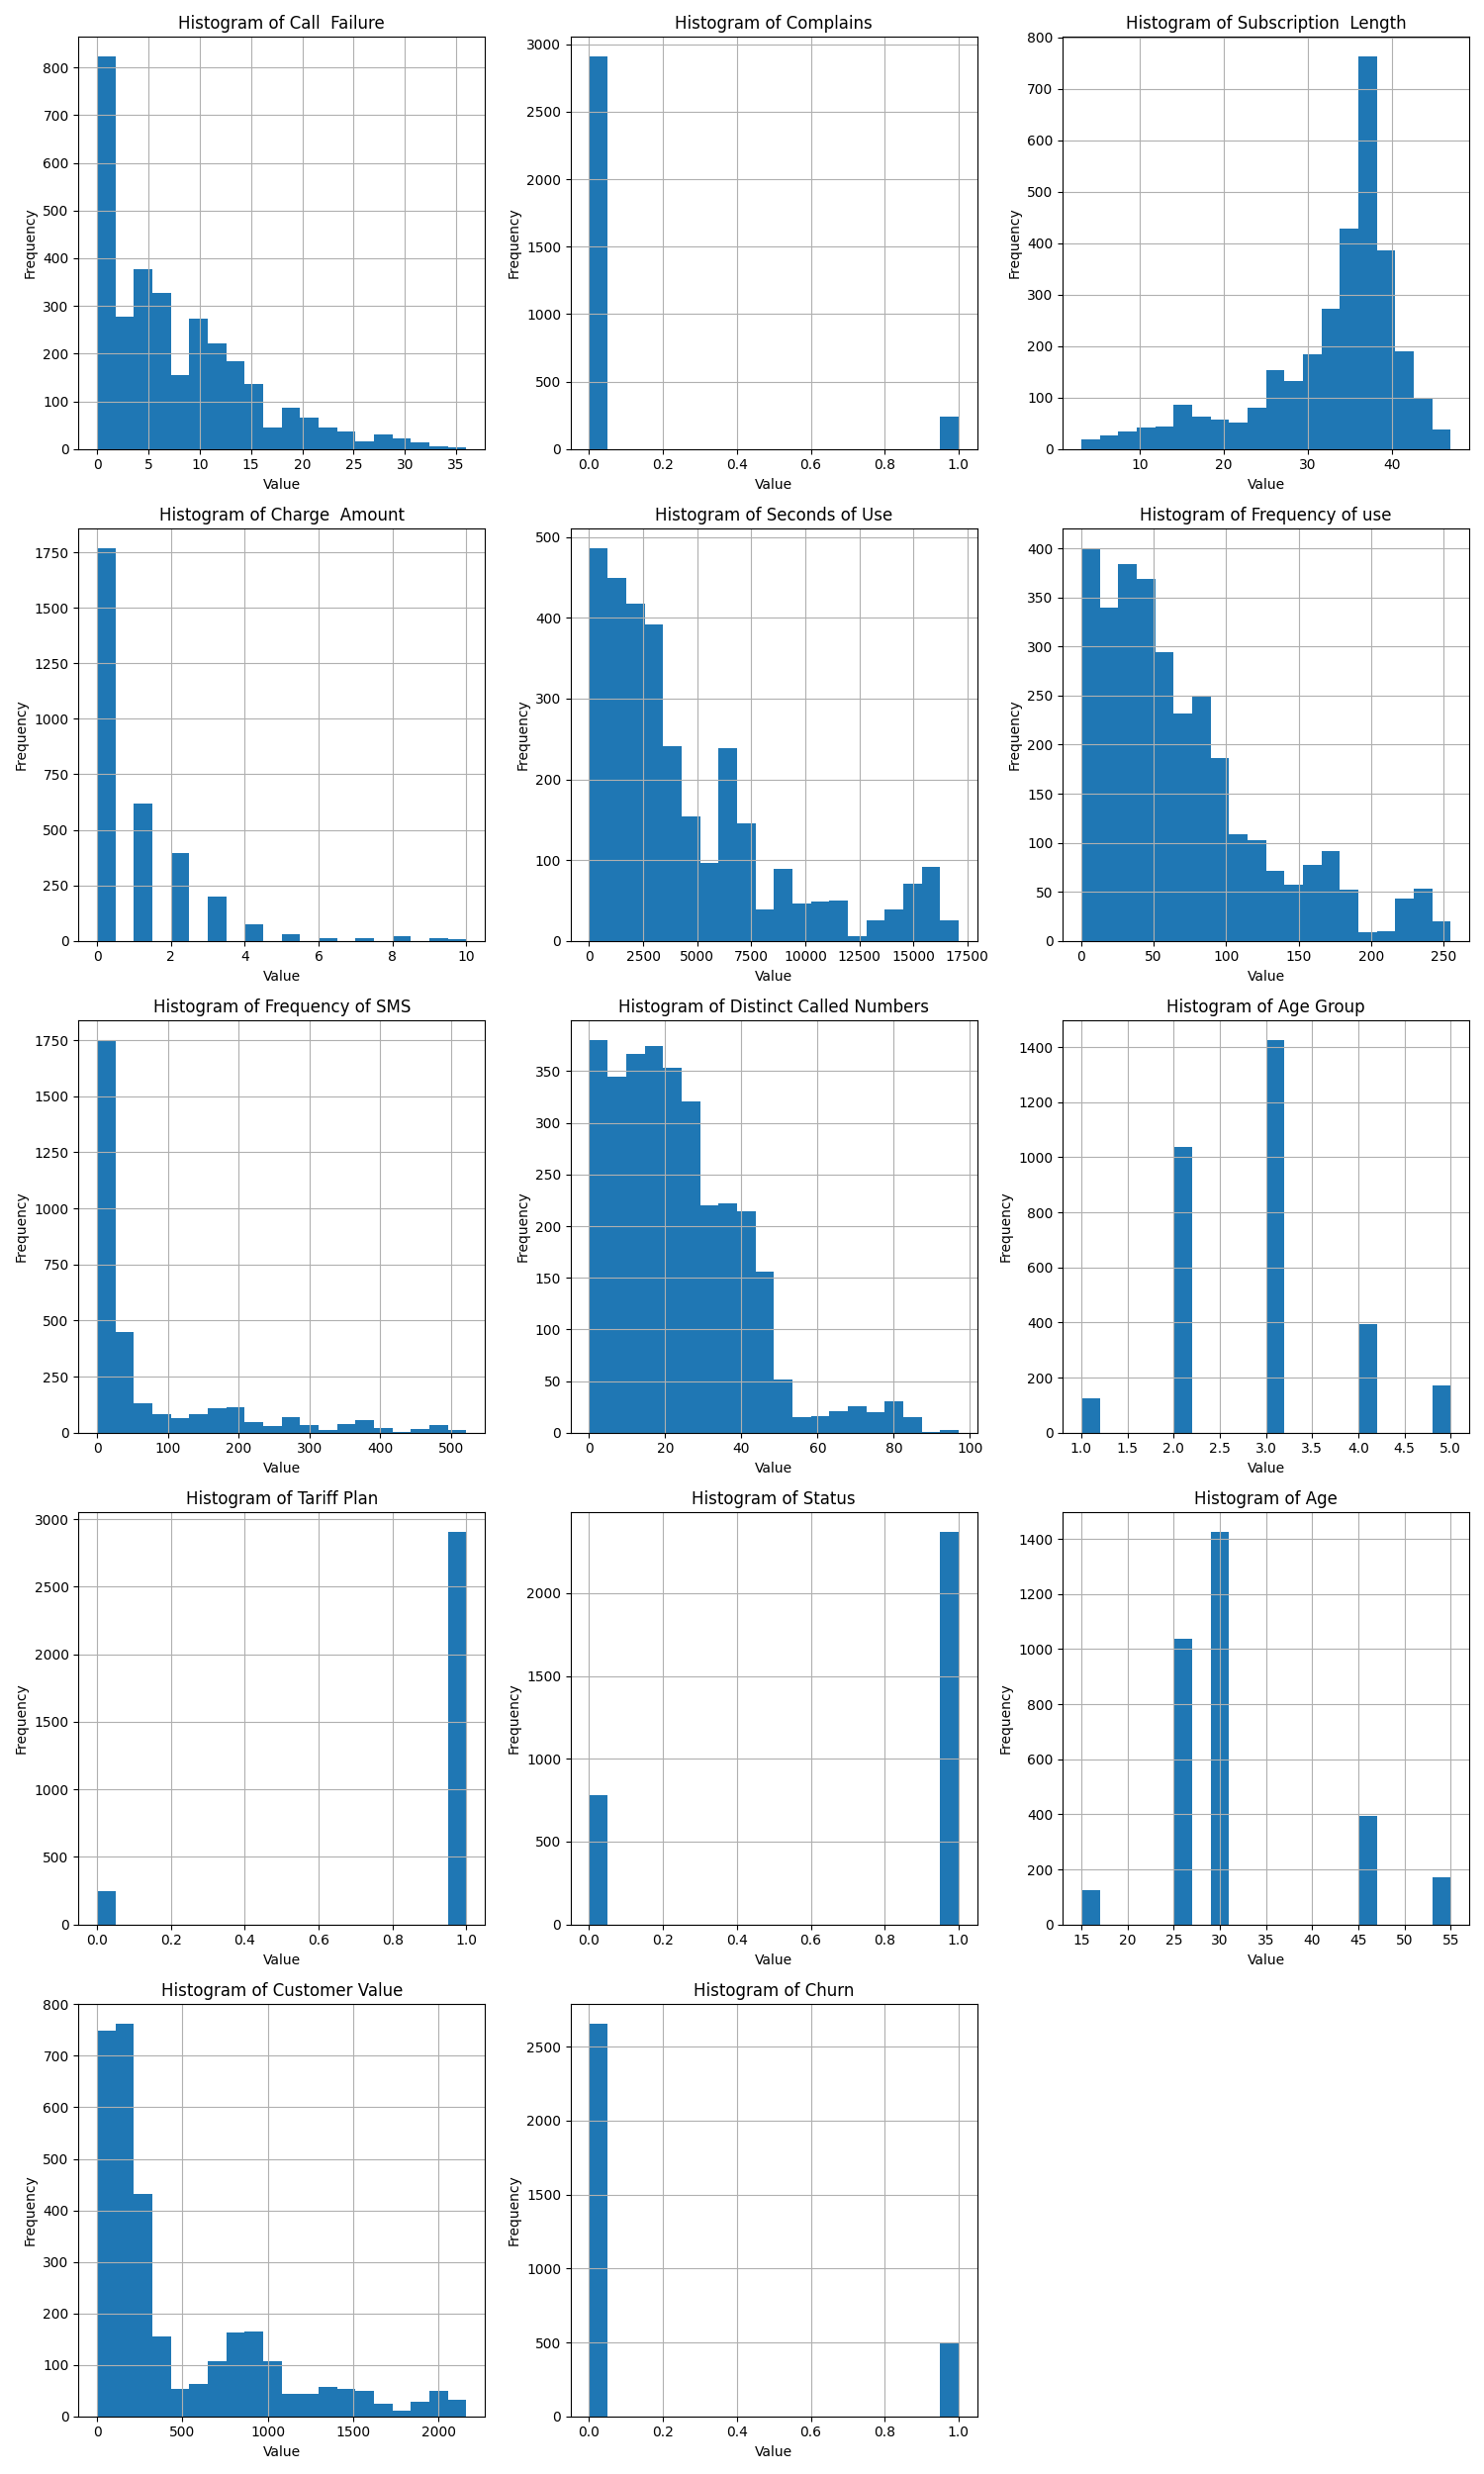 Histogram of Call  Failure
Frequency
800
700
600
500
400
300
200
100
0
0 5 10 15 20 25 30 35
Value
Histogram of Complains
Frequency
3000
2500
2000
1500
1000
500
0
0.0 0.2 0.4 0.6 0.8 1.0
Value
Histogram of Subscription  Length
Frequency
800
700
600
500
400
300
200
100
0
10 20 30 40
Value
Histogram of Charge  Amount
Frequency
1750
1500
1250
1000
750
500
250
0
0 2 4 6 8 10
Value
Histogram of Seconds of Use
Frequency
500
400
300
200
100
0
0 2500 5000 7500 10000 12500 15000 17500
Value
Histogram of Frequency of use
Frequency
400
350
300
250
200
150
100
50
0
0 50 100 150 200 250
Value
Histogram of Frequency of SMS
Frequency
1750
1500
1250
1000
750
500
250
0
0 100 200 300 400 500
Value
Histogram of Distinct Called Numbers
Frequency
350
300
250
200
150
100
50
0
0 20 40 60 80 100
Value
Histogram of Age Group
Frequency
1400
1200
1000
800
600
400
200
0
1.0 1.5 2.0 2.5 3.0 3.5 4.0 4.5 5.0
Value
Histogram of Tariff Plan
Frequency
3000
2500
2000
1500
1000
500
0
0.0 0.2 0.4 0.6 0.8 1.0
Value
Histogram of Status
Frequency
2000
1500
1000
500
0
0.0 0.2 0.4 0.6 0.8 1.0
Value
Histogram of Age
Frequency
1400
1200
1000
800
600
400
200
0
15 20 25 30 35 40 45 50 55
Value
Histogram of Customer Value
Frequency
800
700
600
500
400
300
200
100
0
0 500 1000 1500 2000
Value
Histogram of Churn
Frequency
2500
2000
1500
1000
500
0
0.0 0.2 0.4 0.6 0.8 1.0
Value